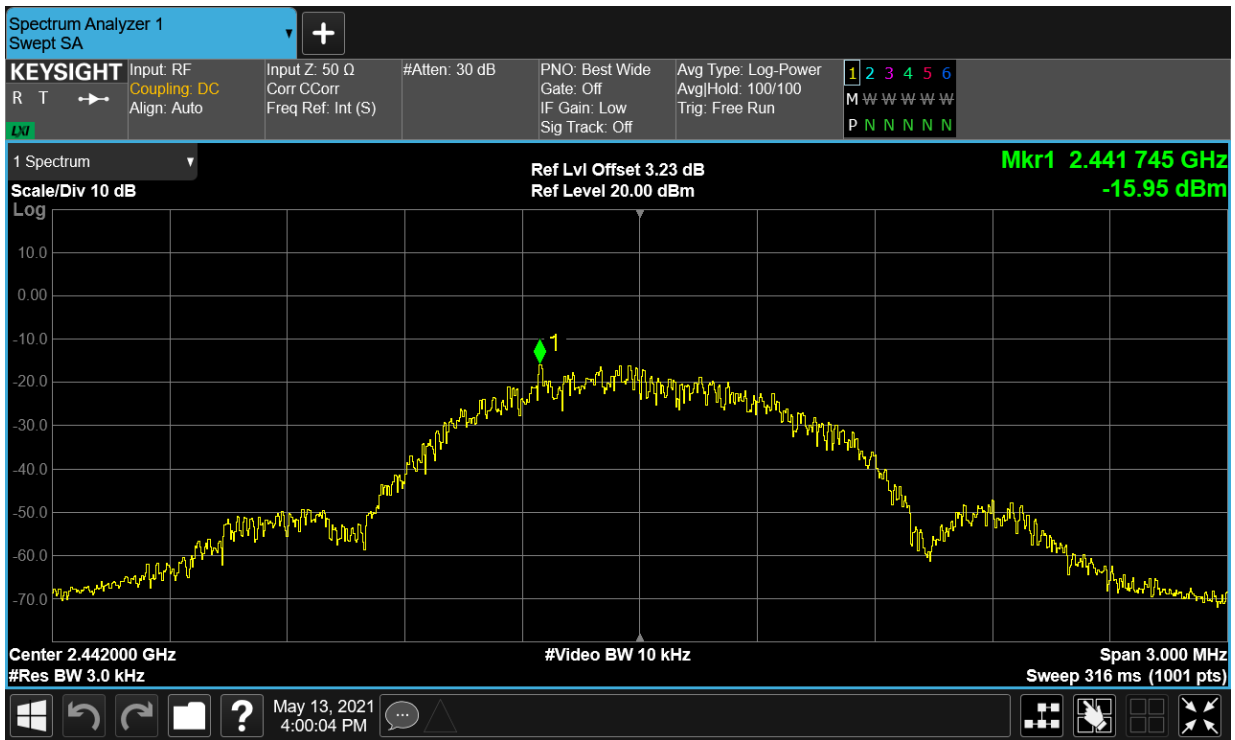 Spectrum Analyzer 1
Swept SA
▼
+
KEYSIGHT
R T
LXI
Input: RF
Coupling: DC
Align: Auto
Input Z: 50 Ω
Corr CCorr
Freq Ref: Int (S)
#Atten: 30 dB
PNO: Best Wide
Gate: Off
IF Gain: Low
Sig Track: Off
Avg Type: Log-Power
Avg|Hold: 100/100
Trig: Free Run
1 2 3 4 5 6
M W W W W W
P N N N N N
1 Spectrum ▼
Scale/Div 10 dB
Log
Ref Lvl Offset 3.23 dB
Ref Level 20.00 dBm
Mkr1 2.441 745 GHz
-15.95 dBm
10.0
0.00
-10.0
-20.0
-30.0
-40.0
-50.0
-60.0
-70.0
1
Center 2.442000 GHz
#Res BW 3.0 kHz
#Video BW 10 kHz
Span 3.000 MHz
Sweep 316 ms (1001 pts)
?
May 13, 2021
4:00:04 PM